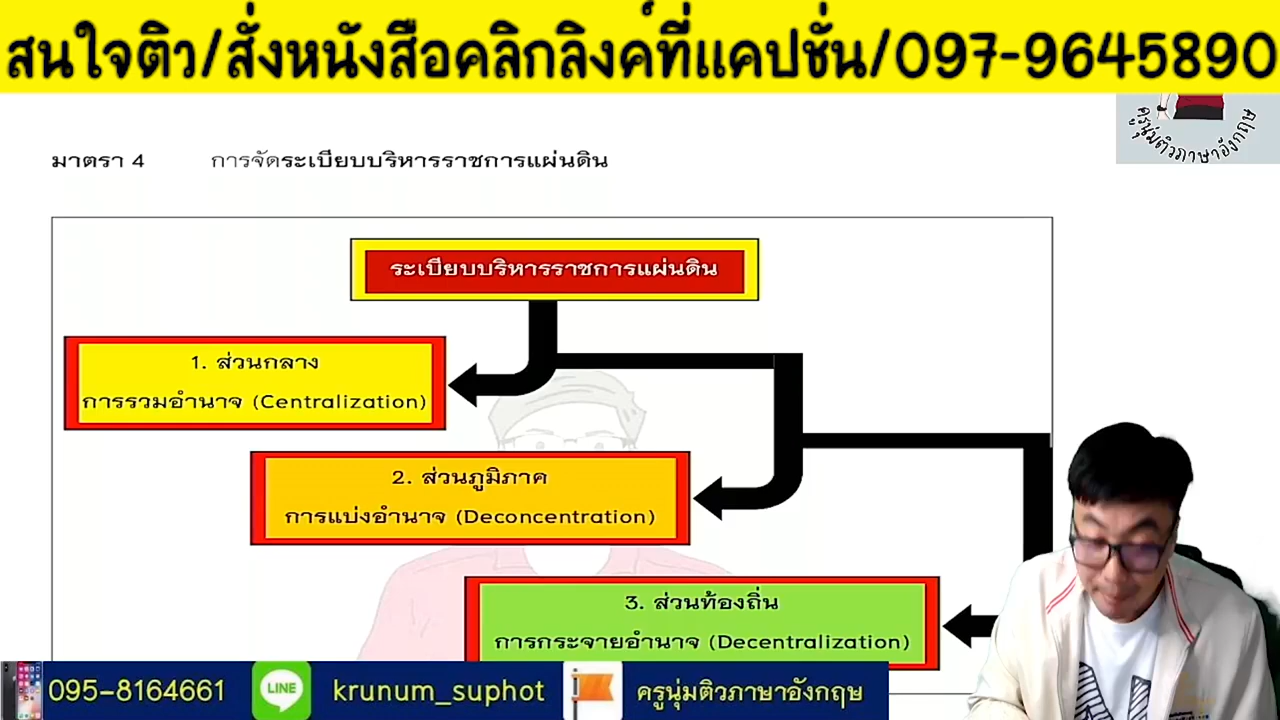 สนใจติว/สั่งหนังสือคลิกลิงค์ที่แคปชั่น/097-9645890
ครูนุ่มติวภาษาอังกฤษ
มาตรา 4 การจัดระเบียบบริหารราชการแผ่นดิน
ระเบียบบริหารราชการแผ่นดิน
1. ส่วนกลาง
การรวมอำนาจ (Centralization)
2. ส่วนภูมิภาค
การแบ่งอำนาจ (Deconcentration)
3. ส่วนท้องถิ่น
การกระจายอำนาจ (Decentralization)
095-8164661 LINE krunum_suphot ครูนุ่มติวภาษาอังกฤษ